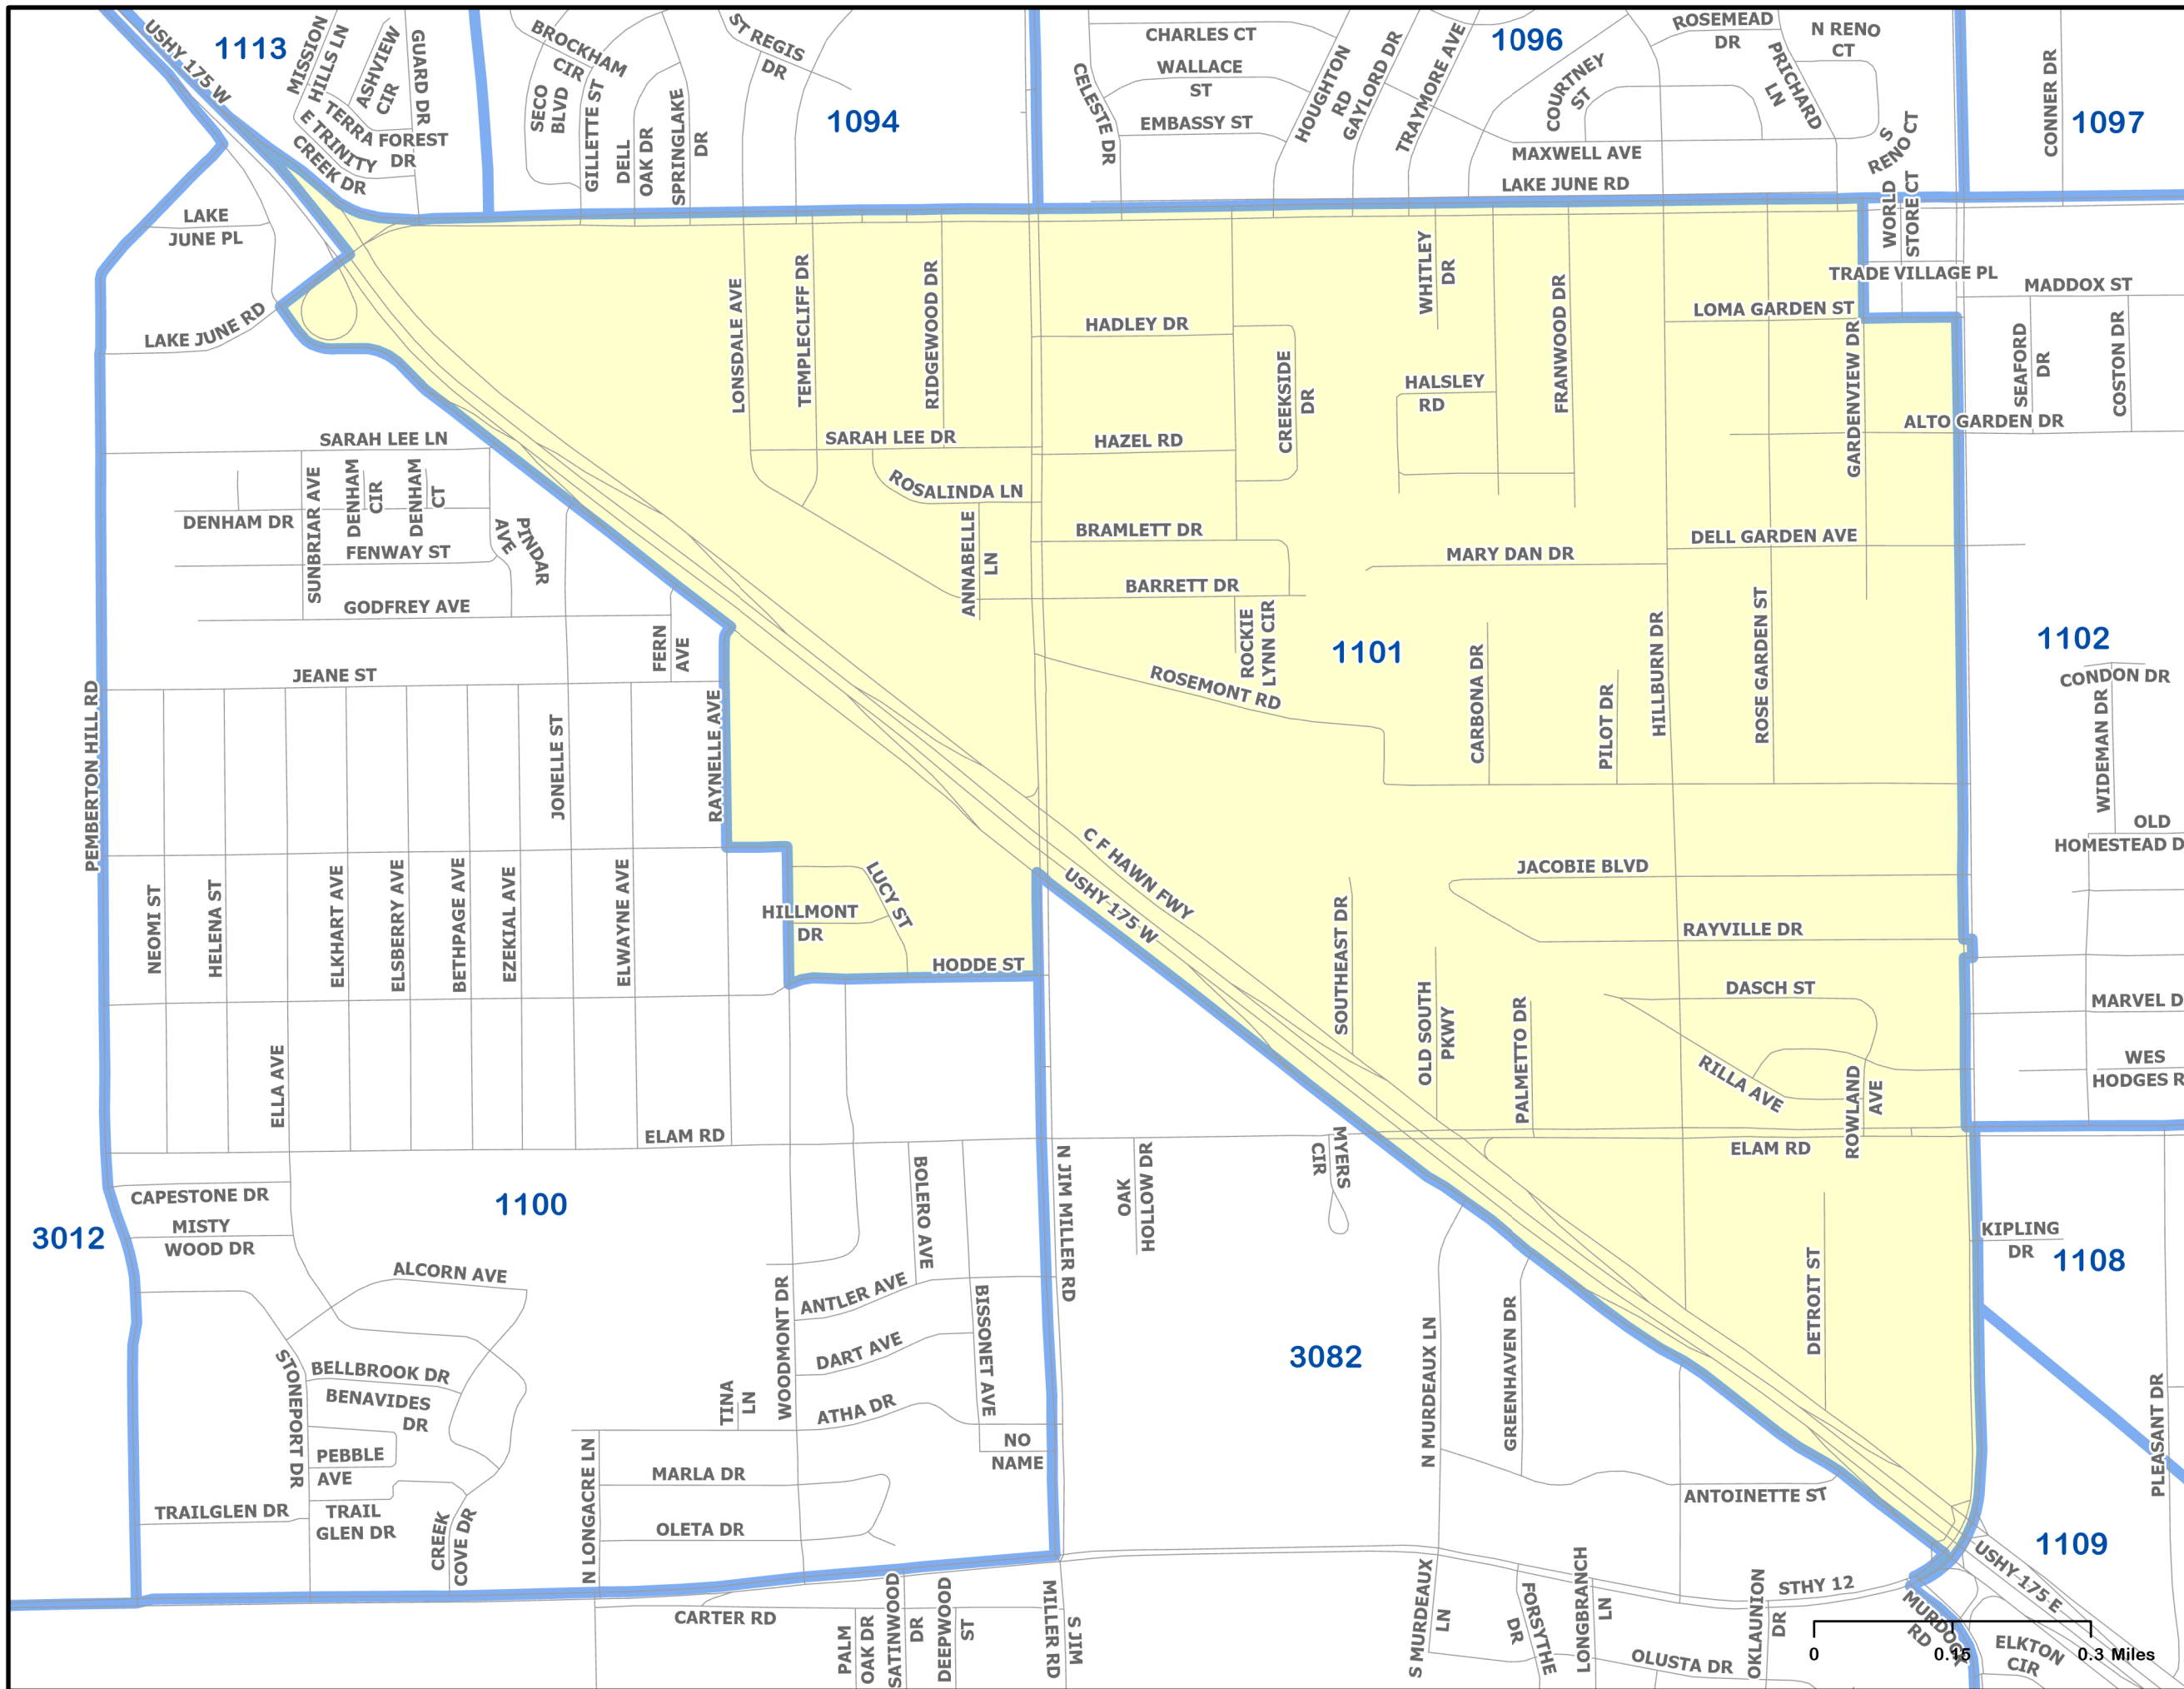 USHY 175 W
1113
MISSION
HILLS LN
ASHVIEW
CIR
GUARD DR
TERRA
FOREST
DR
E TRINITY
CREEK DR
BROCKHAM
CIR
SECO
BLVD
GILLETTE ST
DELL
OAK DR
SPRINGLAKE
DR
ST REGIS
DR
1094
CELESTE DR
CHARLES CT
WALLACE
ST
EMBASSY ST
HOUGHTON
RD
GAYLORD DR
TRAYMORE AVE
1096
COURTNEY
ST
ROSEMEAD
DR
PRICHARD
LN
N RENO
CT
S
RENO CT
MAXWELL AVE
LAKE JUNE RD
CONNER DR
1097
WORLD
STORE CT
TRADE VILLAGE PL
MADDOX ST
LAKE
JUNE PL
LAKE JUNE RD
LONSDALE AVE
TEMPLECLIFF DR
RIDGEWOOD DR
HADLEY DR
CREEKSIDE
DR
WHITLEY
DR
HALSLEY
RD
FRANWOOD DR
LOMA GARDEN ST
GARDENVIEW DR
SEAFORD
DR
COSTON DR
ALTO GARDEN DR
SARAH LEE LN
SARAH LEE DR
HAZEL RD
ROSALINDA LN
SUNBRIAR AVE
DENHAM
CIR
DENHAM
CT
DENHAM DR
FENWAY ST
PINDAR
AVE
GODFREY AVE
FERN
AVE
ANNABELLE
LN
BRAMLETT DR
BARRETT DR
ROCKIE
LYNN CIR
MARY DAN DR
DELL GARDEN AVE
1101
1102
ROSEMONT RD
CARBONA DR
PILOT DR
HILLBURN DR
ROSE GARDEN ST
CONDON DR
WIDEMAN DR
OLD
HOMESTEAD D
JEANE ST
PEMBERTON HILL RD
JONELLE ST
RAYNELLE AVE
NEOMI ST
HELENA ST
ELLA AVE
ELKHART AVE
ELSBERRY AVE
BETHPAGE AVE
EZEKIAL AVE
ELWAYNE AVE
LUCY ST
HILLMONT
DR
HODDE ST
C F HAWN FWY
USHY 175 W
JACOBIE BLVD
RAYVILLE DR
SOUTHEAST DR
OLD SOUTH
PKWY
PALMETTO DR
DASCH ST
RILLA AVE
ROWLAND
AVE
MARVEL D
WES
HODGES R
ELAM RD
ELAM RD
CAPESTONE DR
MISTY
WOOD DR
3012
1100
ALCORN AVE
BOLERO AVE
N JIM MILLER RD
OAK
HOLLOW DR
MYERS
CIR
KIPLING
DR
1108
DETROIT ST
STONEPORT DR
BELLBROOK DR
BENAVIDES
DR
PEBBLE
AVE
TRAILGLEN DR
TRAIL
GLEN DR
CREEK
COVE DR
WOODMONT DR
ANTLER AVE
DART AVE
ATHA DR
BISSONET AVE
TINA
LN
NO
NAME
N LONGACRE LN
MARLA DR
OLETA DR
3082
N MURDEAUX LN
GREENHAVEN DR
ANTOINETTE ST
PLEASANT DR
1109
CARTER RD
PALM
OAK DR
SATINWOOD
DR
DEEPWOOD
ST
S JIM
MILLER RD
S MURDEAUX
LN
FORSYTHE
DR
LONGBRANCH
LN
OLUSTA DR
OKLAUNION
DR
STHY 12
MURDOCK
RD
USHY 175 E
ELKTON
CIR
0 0.15 0.3 Miles